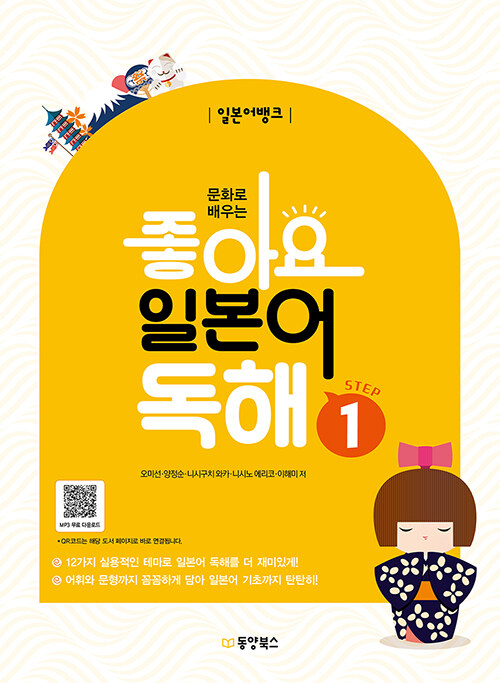 | 일본어뱅크 |
문화로
배우는
좋아요
일본어
독해
STEP
1
오미선·양정순·니시구치 와카·니시노 에리코·이해미 저
MP3 무료 다운로드
• QR코드는 해당 도서 페이지로 바로 연결됩니다.
12가지 실용적인 테마로 일본어 독해를 더 재미있게!
어휘와 문형까지 꼼꼼하게 담아 일본어 기초까지 탄탄히!
동양북스